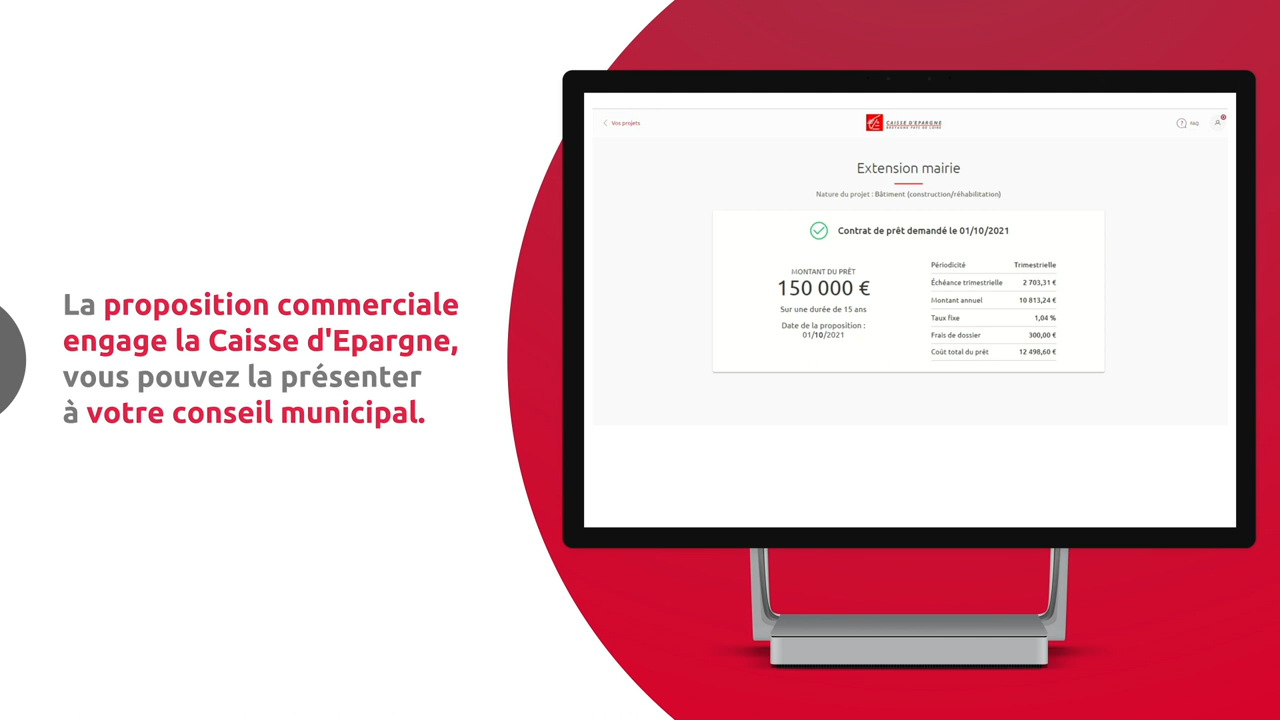 La proposition commerciale
engage la Caisse d'Epargne,
vous pouvez la présenter
à votre conseil municipal.
Vos projets
CAISSE D'EPARGNE
BRETAGNE PAYS DE LOIRE
? FAQ
Extension mairie
Nature du projet : Bâtiment (construction/réhabilitation)
Contrat de prêt demandé le 01/10/2021
MONTANT DU PRÊT
150 000 €
Sur une durée de 15 ans
Date de la proposition :
01/10/2021
Périodicité Trimestrielle
Échéance trimestrielle 2 703,31 €
Montant annuel 10 813,24 €
Taux fixe 1,04 %
Frais de dossier 300,00 €
Coût total du prêt 12 498,60 €